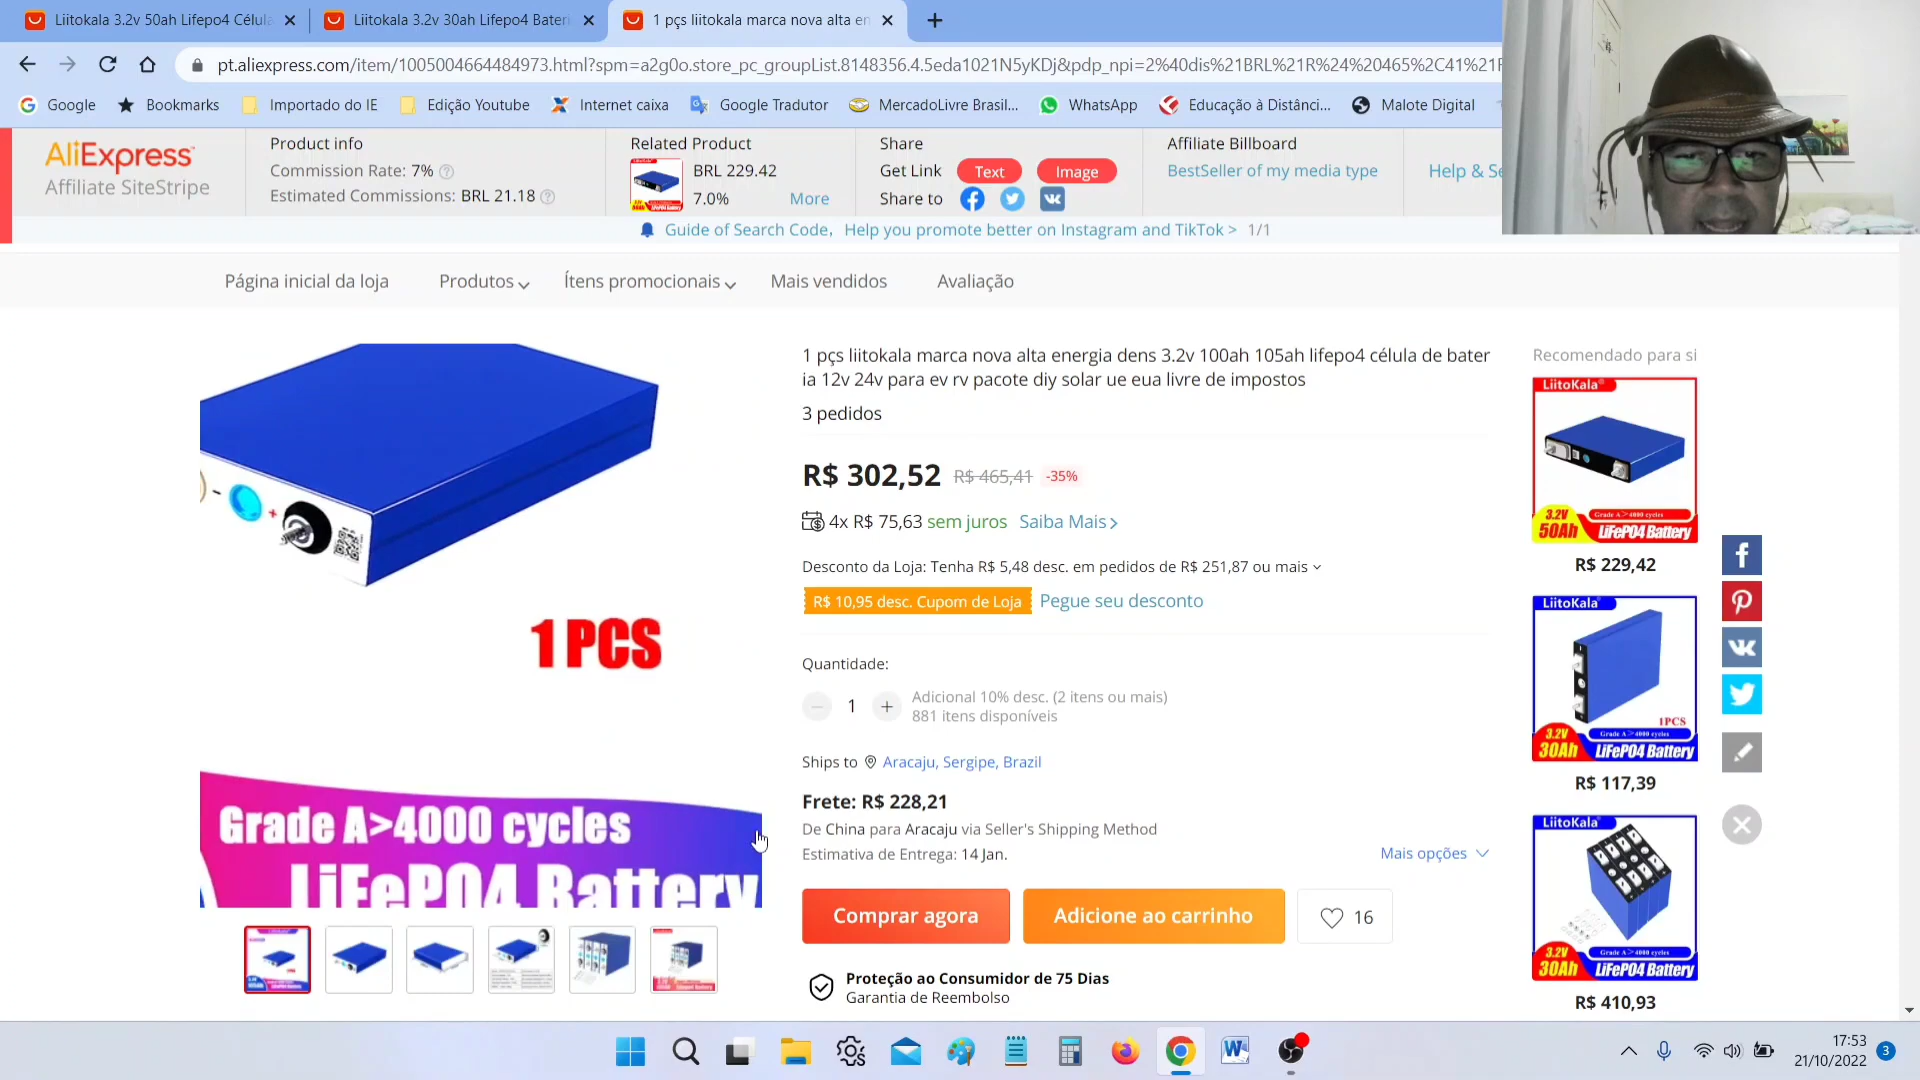 Liitokala 3.2v 50ah Lifepo4 Célula
Liitokala 3.2v 30ah Lifepo4 Bateri
1 pçs liitokala marca nova alta en
pt.aliexpress.com/item/1005004664484973.html?spm=a2g0o.store_pc_groupList.8148356.4.5eda1021N5yKDj&pdp_npi=2%40dis%21BRL%21R%24%20465%2C41%21F
Google
Bookmarks
Importado do IE
Edição Youtube
Internet caixa
Google Tradutor
MercadoLivre Brasil...
WhatsApp
Educação à Distânci...
Malote Digital
AliExpress
Affiliate SiteStripe
Product info
Commission Rate: 7%
Estimated Commissions: BRL 21.18
Related Product
BRL 229.42
7.0%
More
Share
Get Link
Text
Image
Share to
Affiliate Billboard
BestSeller of my media type
Help & Se
Guide of Search Code， Help you promote better on Instagram and TikTok > 1/1
Página inicial da loja
Produtos
Ítens promocionais
Mais vendidos
Avaliação
1 PCS
Grade A>4000 cycles
LiFePO4 Battery
1 pçs liitokala marca nova alta energia dens 3.2v 100ah 105ah lifepo4 célula de bater
ia 12v 24v para ev rv pacote diy solar ue eua livre de impostos
3 pedidos
R$ 302,52 R$ 465,41 -35%
4x R$ 75,63 sem juros Saiba Mais
Desconto da Loja: Tenha R$ 5,48 desc. em pedidos de R$ 251,87 ou mais
R$ 10,95 desc. Cupom de Loja Pegue seu desconto
Quantidade:
1
Adicional 10% desc. (2 itens ou mais)
881 itens disponíveis
Ships to Aracaju, Sergipe, Brazil
Frete: R$ 228,21
De China para Aracaju via Seller's Shipping Method
Estimativa de Entrega: 14 Jan.
Mais opções
Comprar agora
Adicione ao carrinho
16
Proteção ao Consumidor de 75 Dias
Garantia de Reembolso
Recomendado para si
LiitoKala
3.2V
50Ah
Grade A>4000 cycles
LiFePO4 Battery
R$ 229,42
LiitoKala
1PCS
3.2V
30Ah
Grade A>4000 cycles
LiFePO4 Battery
R$ 117,39
LiitoKala
3.2V
30Ah
Grade A>4000 cycles
LiFePO4 Battery
R$ 410,93
17:53
21/10/2022
3